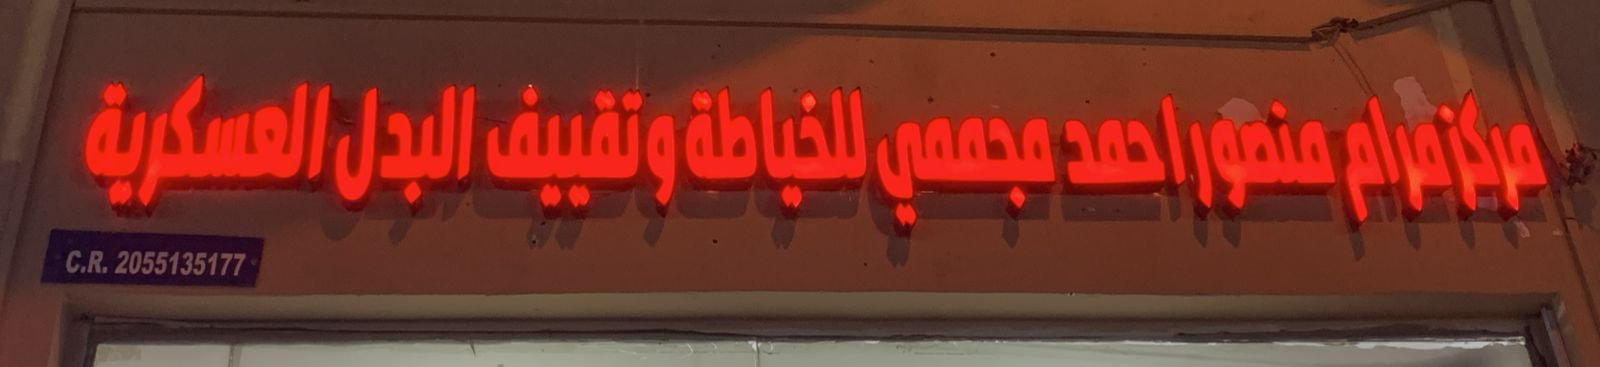 مركز مرام منصور احمد مجممي للخياطة وتقييف البدل العسكرية
C.R. 2055135177